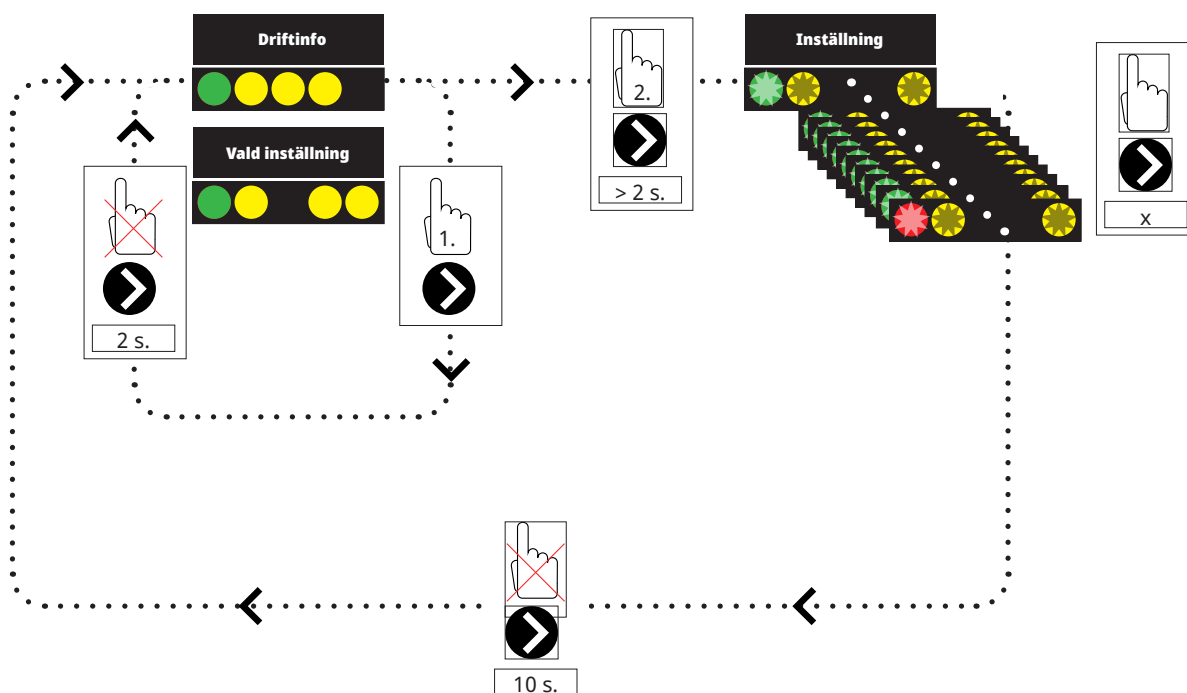 Driftinfo
Vald inställning
2 s.
1.
2.
> 2 s.
Inställning
x
10 s.